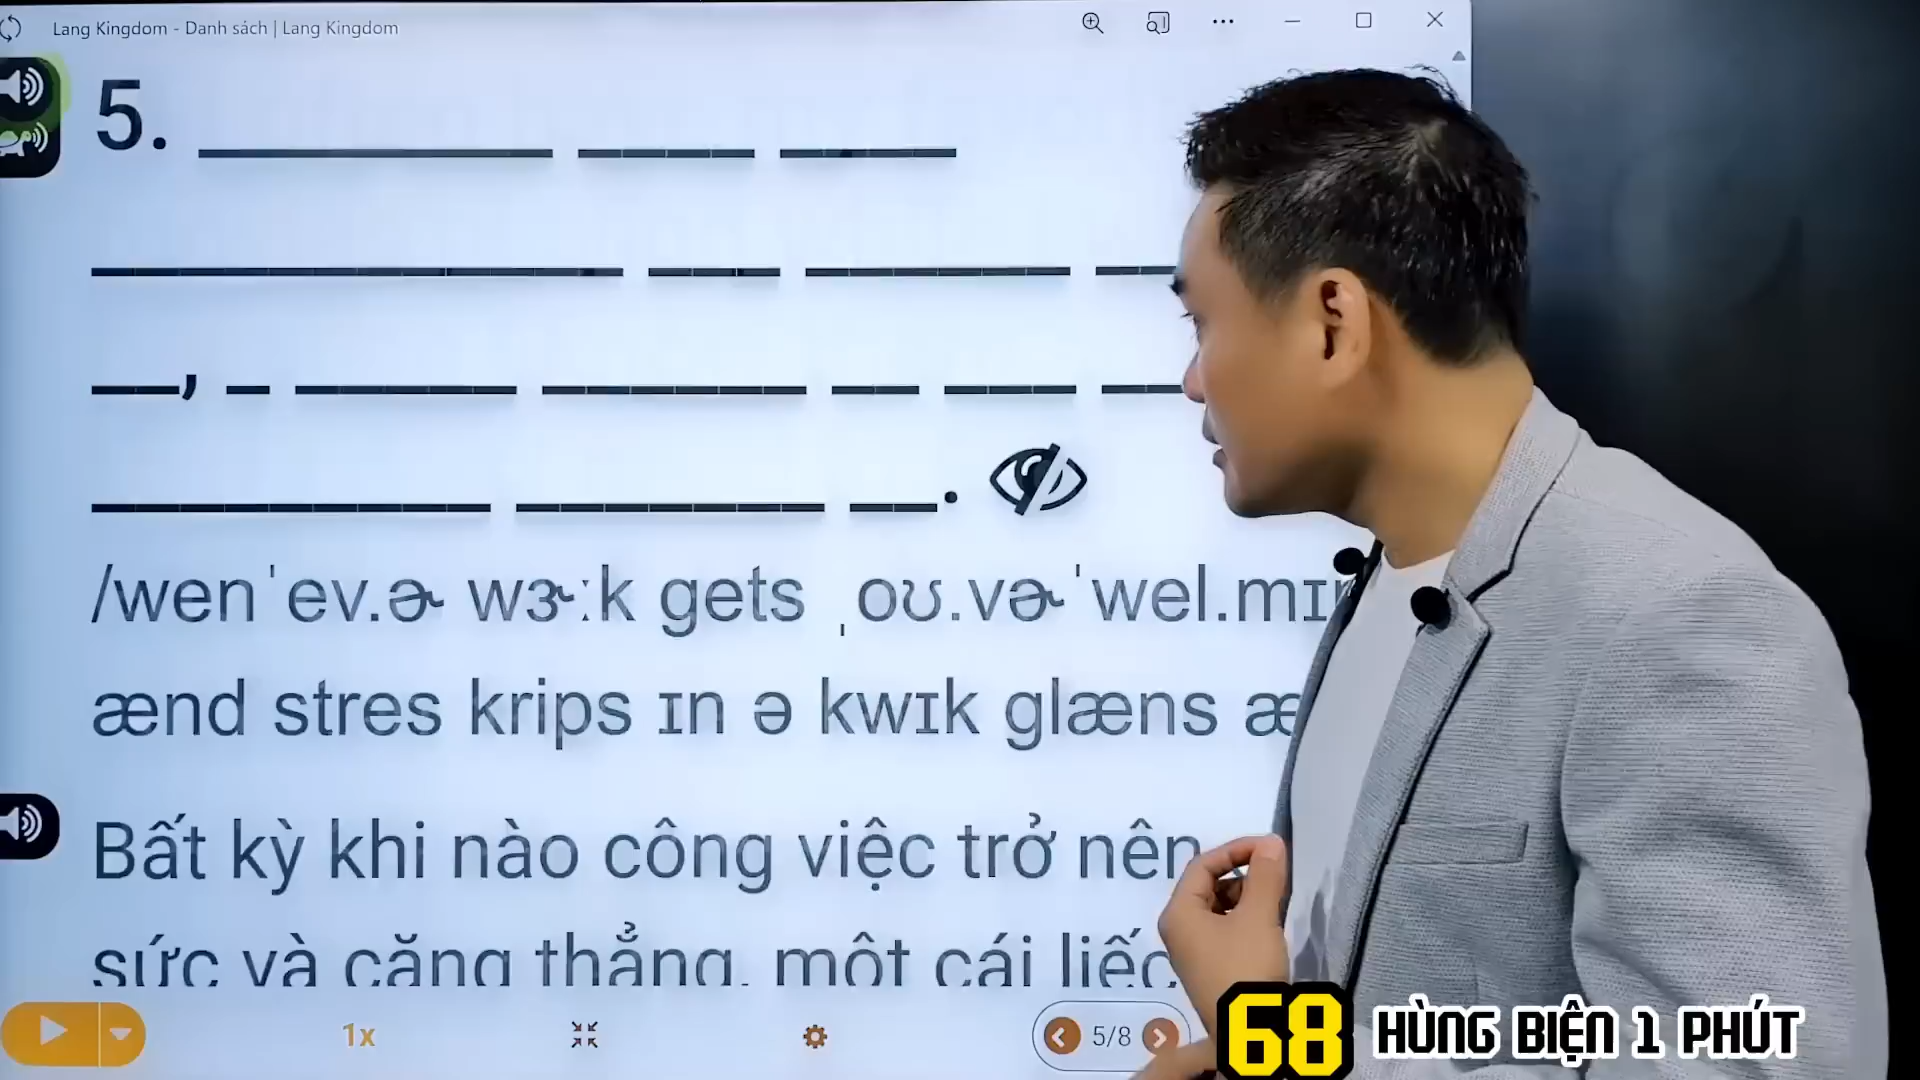 Lang Kingdom - Danh sách | Lang Kingdom
5.
/wenˈev.ɚ wɝːk gets ˌoʊ.vɚˈwel.mɪ
ænd stres krips ɪn ə kwɪk glæns æ
Bất kỳ khi nào công việc trở nên
sức và căng thẳng, một cái liếc
1x
5/8
68 HÙNG BIỆN 1 PHÚT